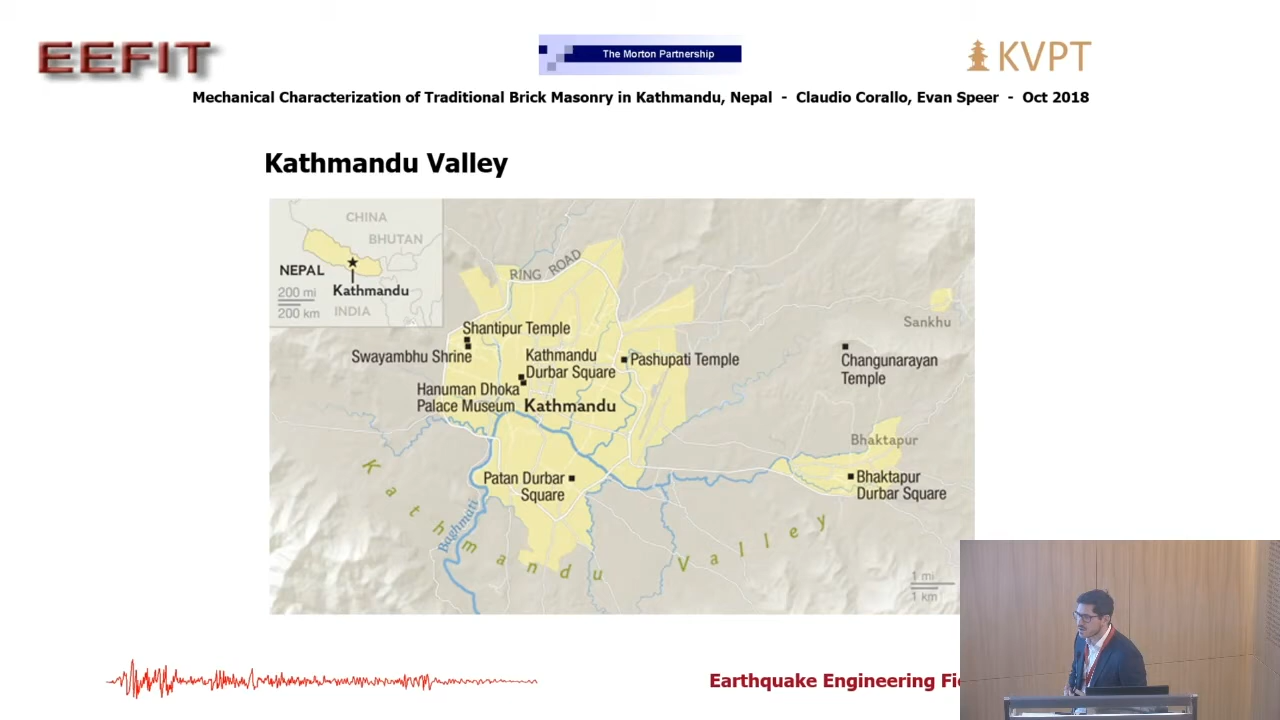 EEFIT
The Morton Partnership
KVPT
Mechanical Characterization of Traditional Brick Masonry in Kathmandu, Nepal - Claudio Corallo, Evan Speer - Oct 2018
Kathmandu Valley
CHINA
BHUTAN
NEPAL
Kathmandu
200 mi
200 km
INDIA
RING ROAD
Sankhu
Shantipur Temple
Swayambhu Shrine
Kathmandu
Durbar Square
Pashupati Temple
Changunarayan
Temple
Hanuman Dhoka
Palace Museum
Kathmandu
Bhaktapur
Patan Durbar
Square
Bhaktapur
Durbar Square
Baghmati
Kathmandu Valley
1 mi
1 km
Earthquake Engineering